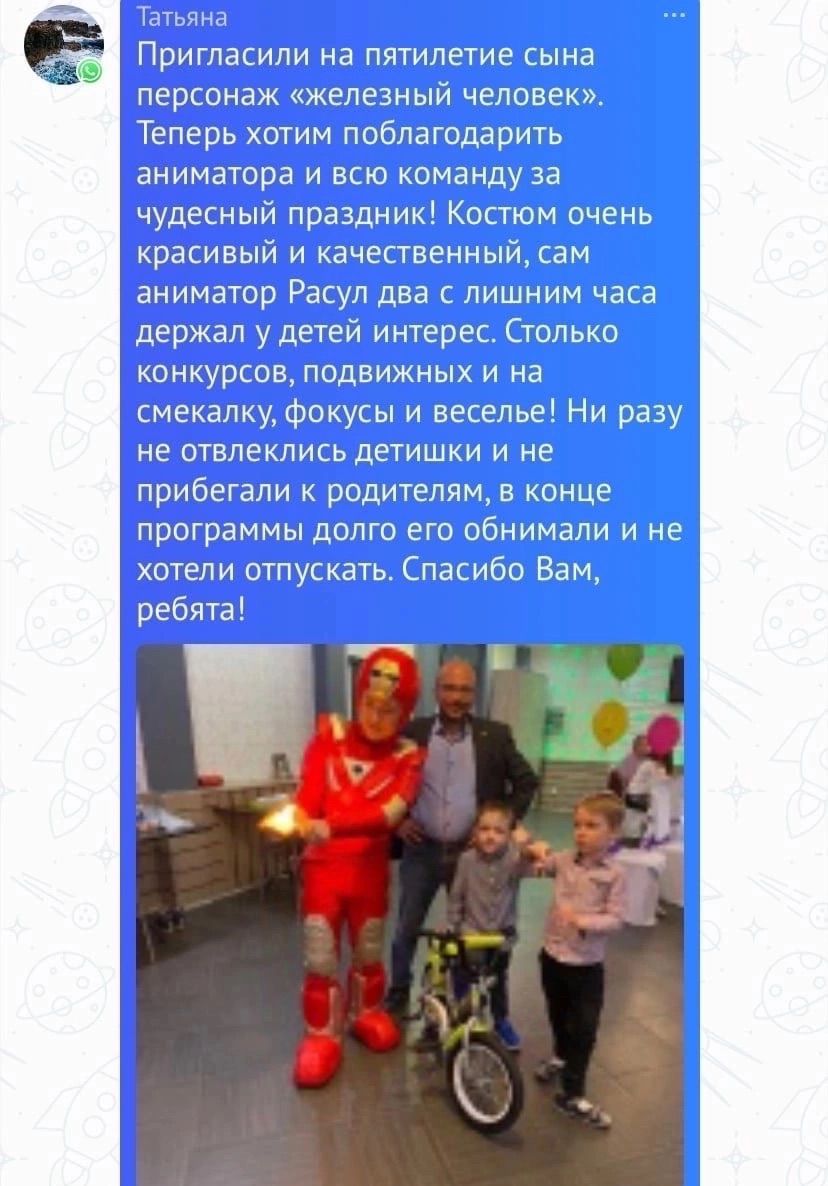 Татьяна
Пригласили на пятилетие сына
персонаж «железный человек».
Теперь хотим поблагодарить
аниматора и всю команду за
чудесный праздник! Костюм очень
красивый и качественный, сам
аниматор Расул два с лишним часа
держал у детей интерес. Столько
конкурсов, подвижных и на
смекалку, фокусы и веселье! Ни разу
не отвлеклись детишки и не
прибегали к родителям, в конце
программы долго его обнимали и не
хотели отпускать. Спасибо Вам,
ребята!